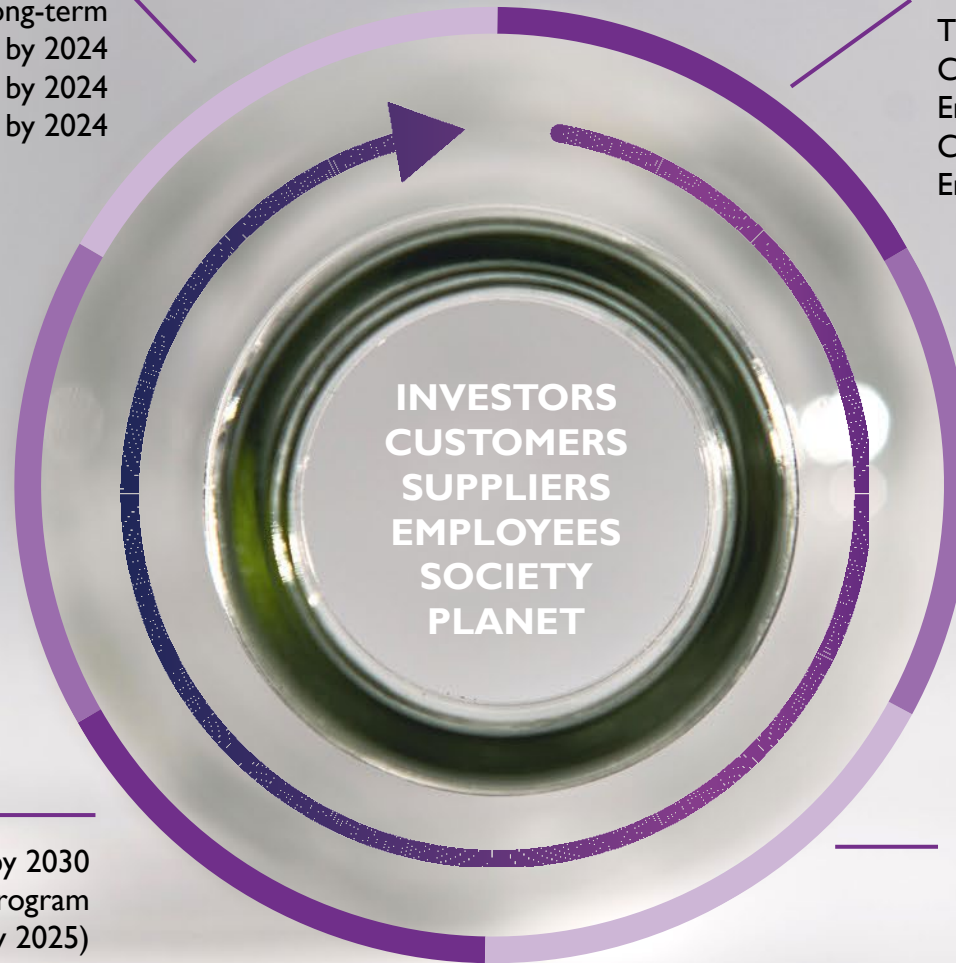 ong-term
by 2024
by 2024
by 2024
INVESTORS
CUSTOMERS
SUPPLIERS
EMPLOYEES
SOCIETY
PLANET
by 2030
rogram
y 2025)